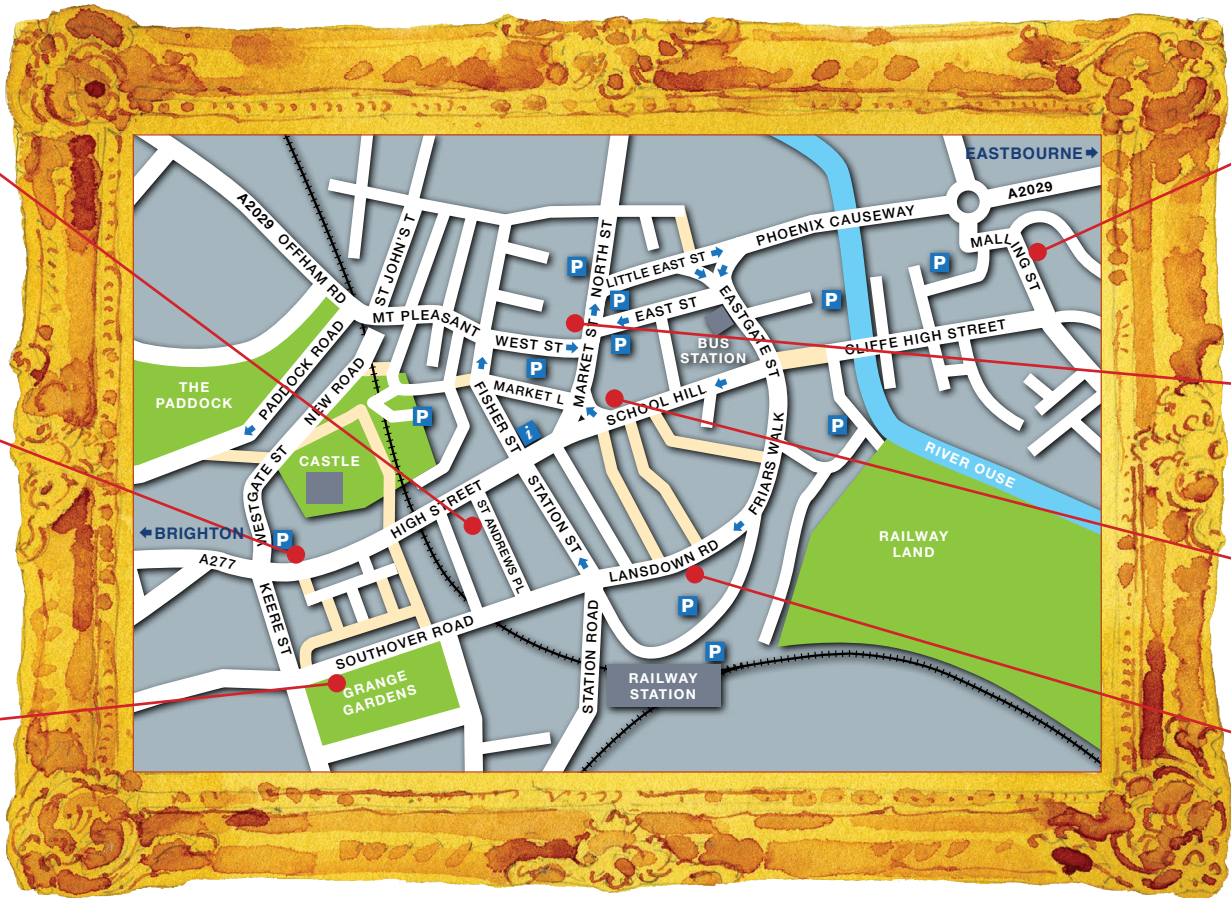 EASTBOURNE
A2029
A2029 OFFHAM RD
ST JOHN'S T
NORTH ST
PHOENIX CAUSEWAY
MALLING ST
P
P
LITTLE EAST ST
P
P
EAST ST
EASTGATE ST
MT PLEASANT
WEST ST
MARKET ST
P
P
BUS
STATION
CLIFFE HIGH STREET
THE
PADDOCK
PADDOCK ROAD
NEW ROAD
MARKET L
SCHOOL HILL
FISHER ST
P
i
P
FRIARS WALK
RIVER OUSE
CASTLE
WESTGATE ST
HIGH STREET
STATION ST
ST ANDREWS PL
BRIGHTON
P
A277
RAILWAY
LAND
LANSDOWN RD
KEERE ST
P
SOUTHOVER ROAD
STATION ROAD
P
GRANGE
GARDENS
RAILWAY
STATION